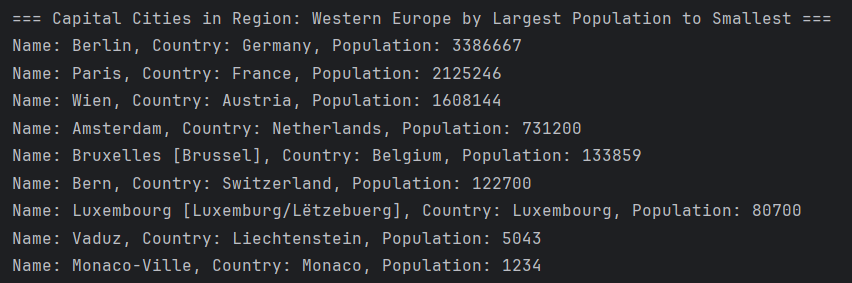 === Capital Cities in Region: Western Europe by Largest Population to Smallest ===
Name: Berlin, Country: Germany, Population: 3386667
Name: Paris, Country: France, Population: 2125246
Name: Wien, Country: Austria, Population: 1608144
Name: Amsterdam, Country: Netherlands, Population: 731200
Name: Bruxelles [Brussel], Country: Belgium, Population: 133859
Name: Bern, Country: Switzerland, Population: 122700
Name: Luxembourg [Luxemburg/Lëtzebuerg], Country: Luxembourg, Population: 80700
Name: Vaduz, Country: Liechtenstein, Population: 5043
Name: Monaco-Ville, Country: Monaco, Population: 1234